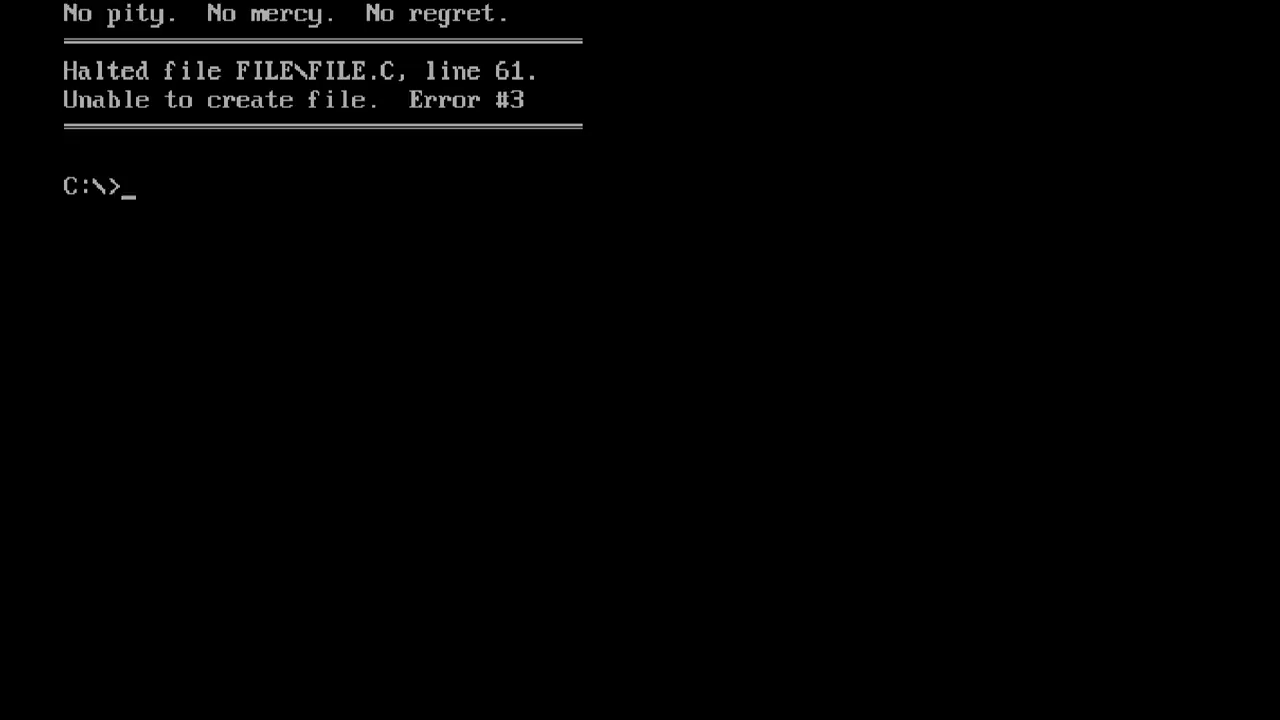 No pity.  No mercy.  No regret.
Halted file FILE\FILE.C, line 61.
Unable to create file.  Error #3
C:\>_